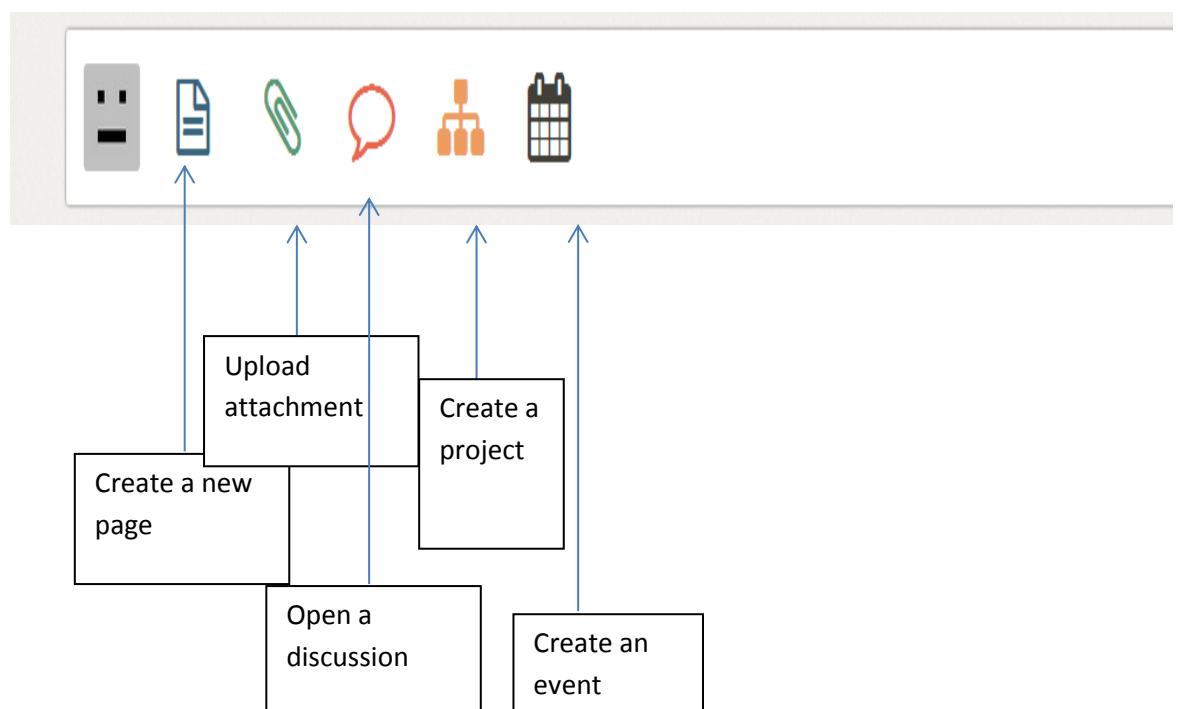 Upload
attachment
Create a
project
Create a new
page
Open a
discussion
Create an
event